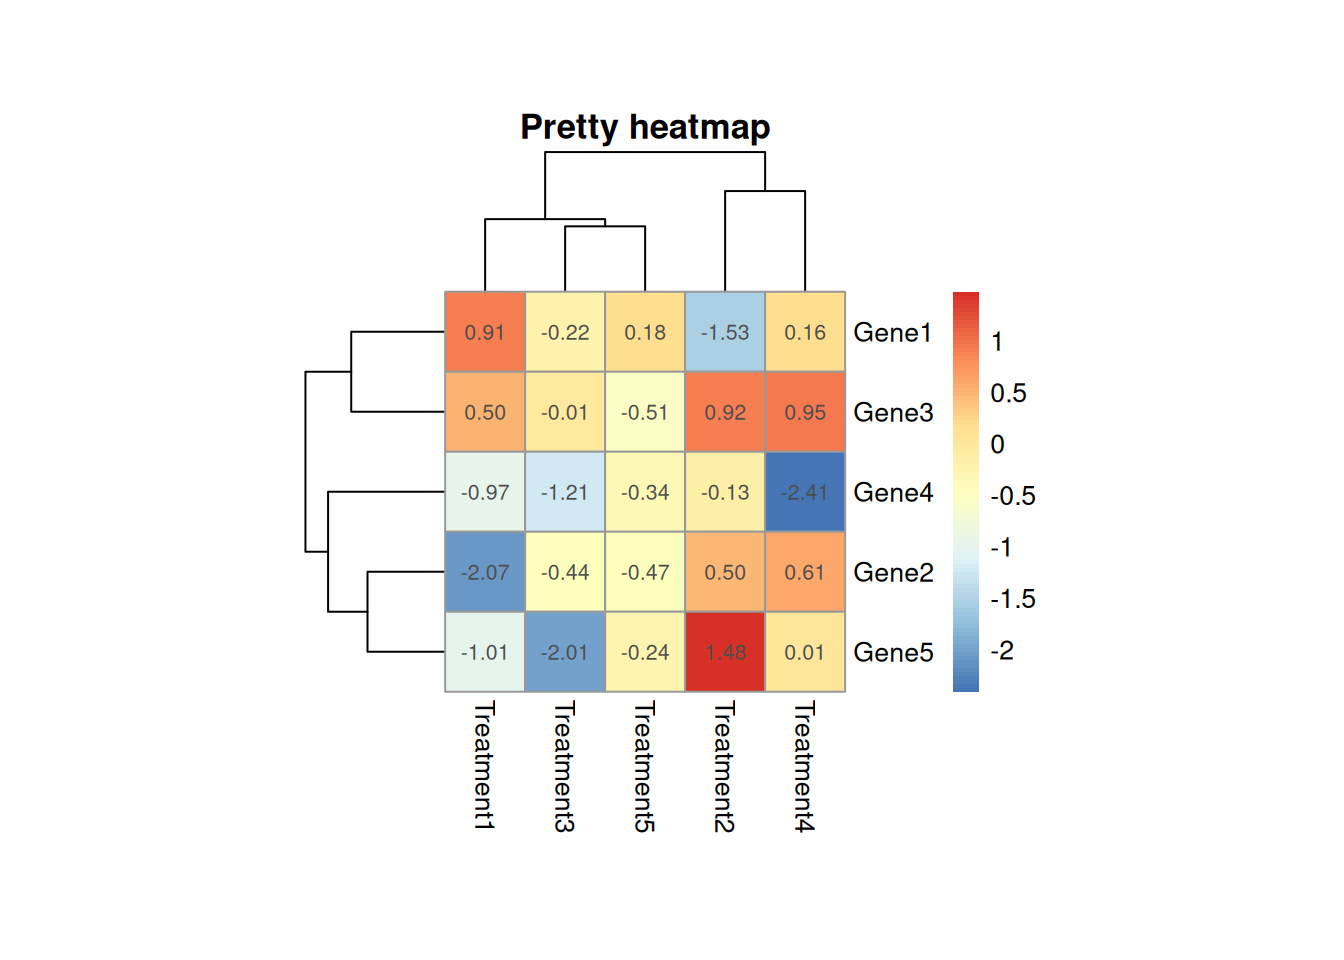 Pretty heatmap
0.91 -0.22 0.18 -1.53 0.16 Gene1
0.50 -0.01 -0.51 0.92 0.95 Gene3
-0.97 -1.21 -0.34 -0.13 -2.41 Gene4
-2.07 -0.44 -0.47 0.50 0.61 Gene2
-1.01 -2.01 -0.24 1.48 0.01 Gene5
Treatment1
Treatment3
Treatment5
Treatment2
Treatment4
1
0.5
0
-0.5
-1
-1.5
-2